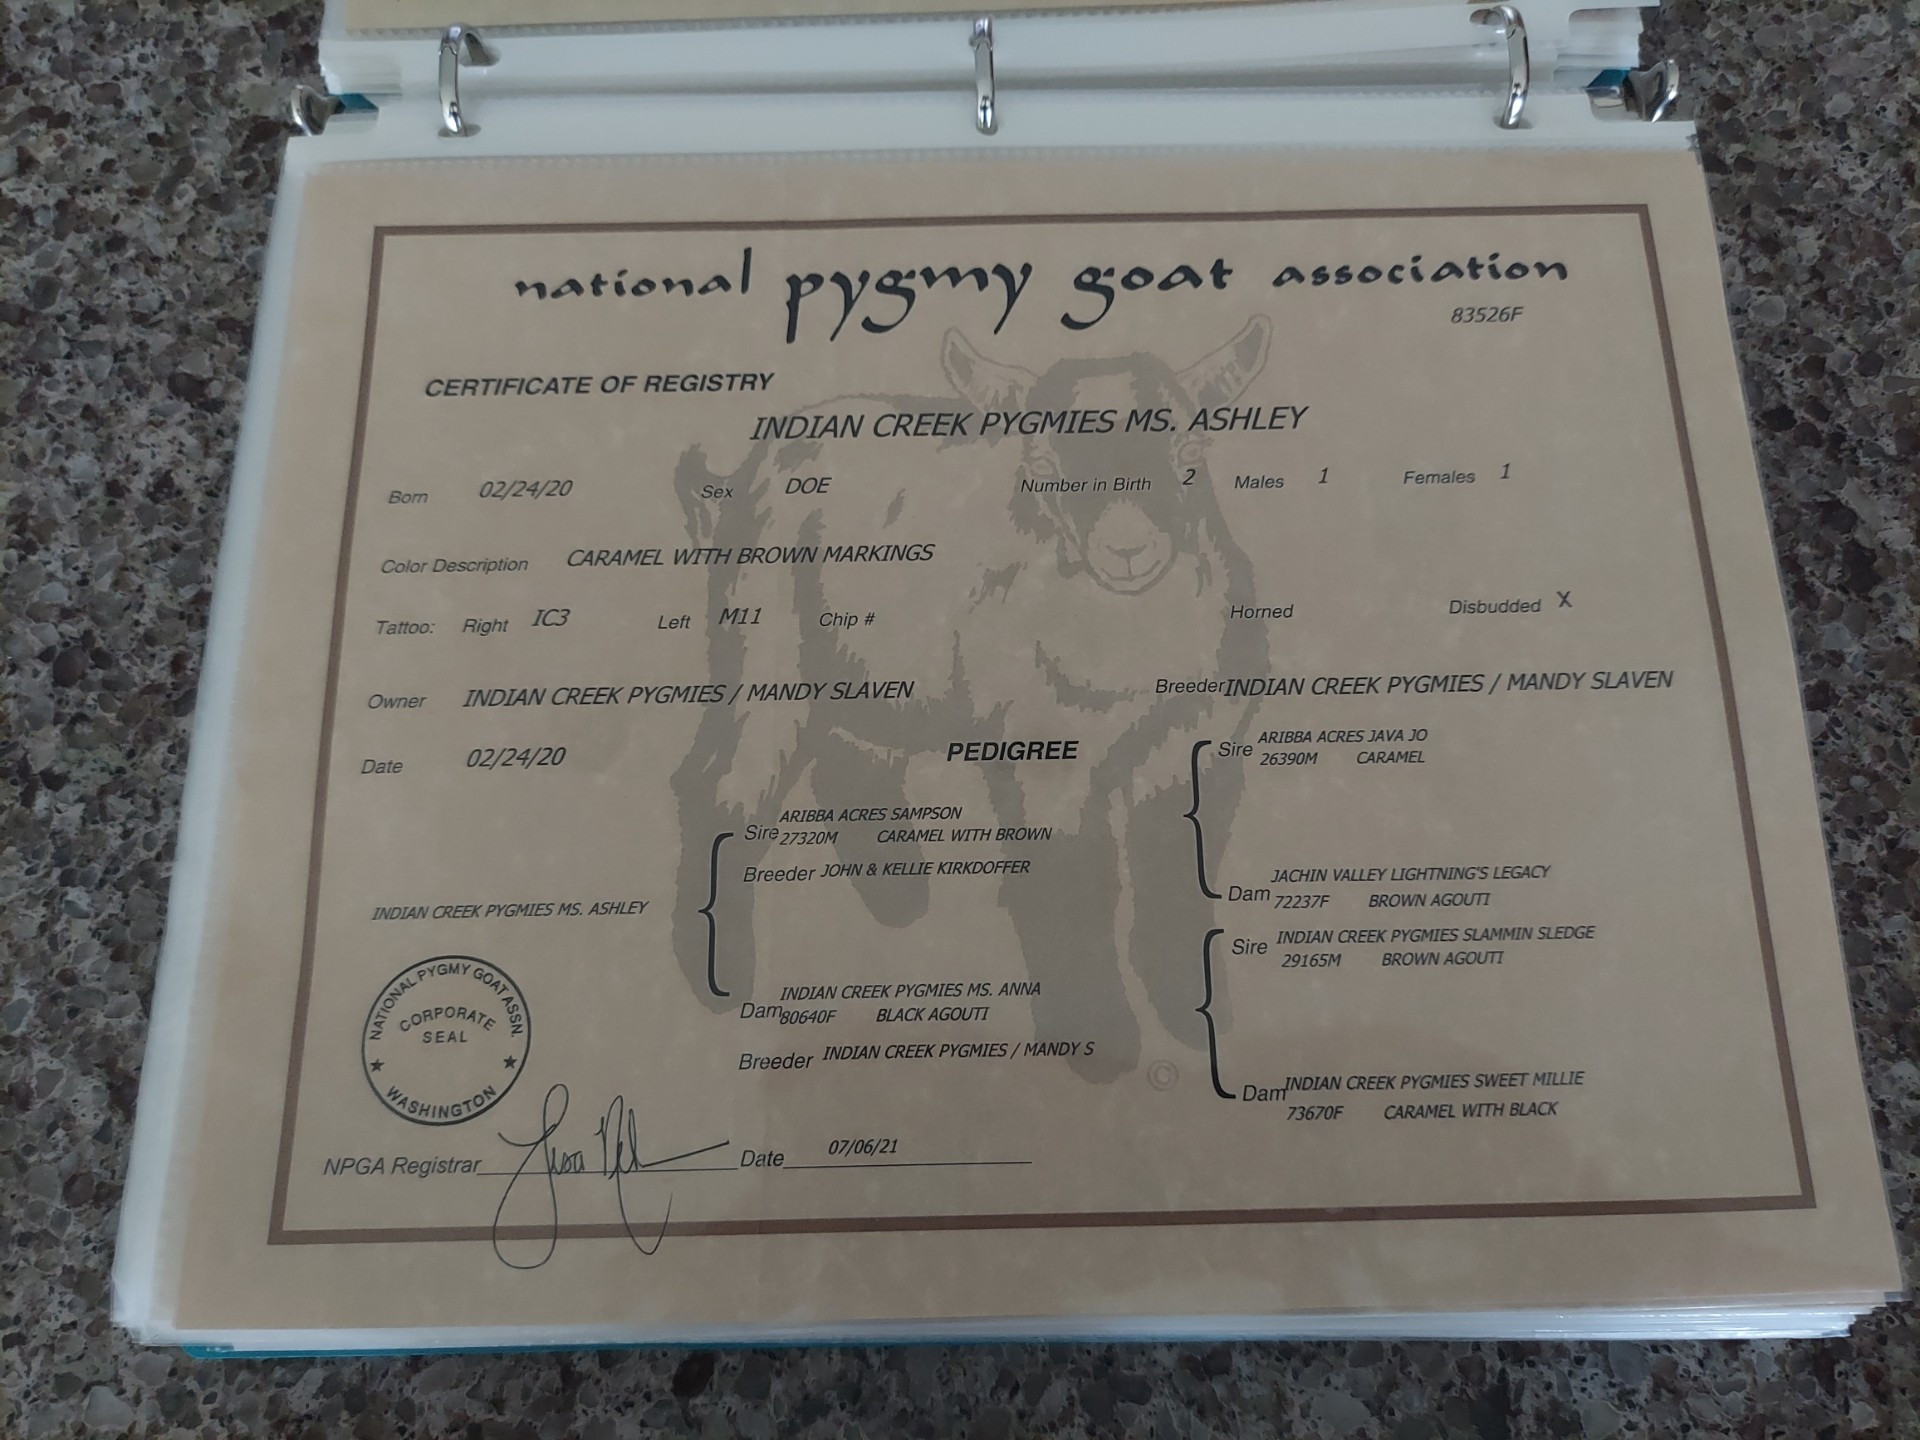 national pygmy goat association
83526F
CERTIFICATE OF REGISTRY
INDIAN CREEK PYGMIES MS. ASHLEY
Born 02/24/20 Sex DOE Number in Birth 2 Males 1 Females 1
Color Description CARAMEL WITH BROWN MARKINGS
Tattoo: Right IC3 Left M11 Chip # Horned Disbudded X
Owner INDIAN CREEK PYGMIES / MANDY SLAVEN Breeder INDIAN CREEK PYGMIES / MANDY SLAVEN
Date 02/24/20
PEDIGREE
Sire ARIBBA ACRES JAVA JO
26390M CARAMEL
ARIBBA ACRES SAMPSON
Sire 27320M CARAMEL WITH BROWN
Breeder JOHN & KELLIE KIRKDOFFER
JACHIN VALLEY LIGHTNING'S LEGACY
Dam 72237F BROWN AGOUTI
INDIAN CREEK PYGMIES MS. ASHLEY
Sire INDIAN CREEK PYGMIES SLAMMIN SLEDGE
29165M BROWN AGOUTI
INDIAN CREEK PYGMIES MS. ANNA
Dam 80640F BLACK AGOUTI
Breeder INDIAN CREEK PYGMIES / MANDY S
Dam INDIAN CREEK PYGMIES SWEET MILLIE
73670F CARAMEL WITH BLACK
©
NATIONAL PYGMY GOAT ASSN.
CORPORATE
SEAL
WASHINGTON
NPGA Registrar Date 07/06/21